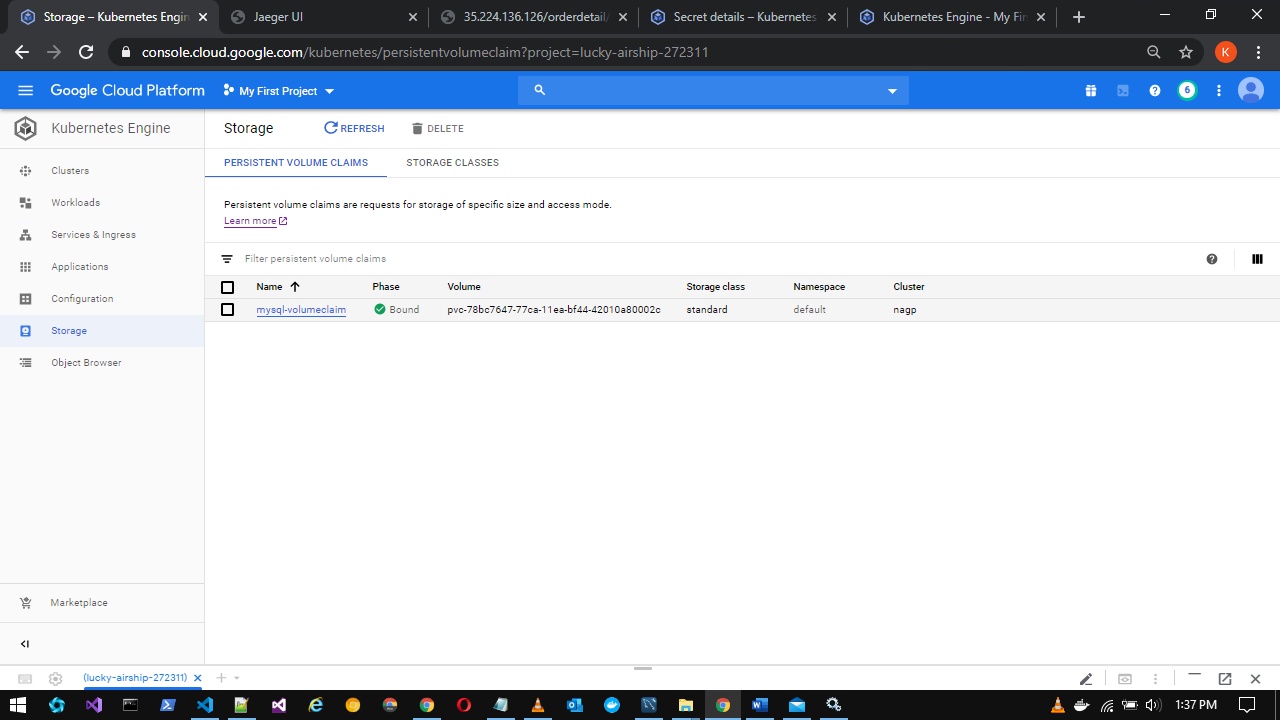 Storage – Kubernetes Engin
Jaeger UI
35.224.136.126/orderdetail/
Secret details – Kubernetes
Kubernetes Engine - My Fir
console.cloud.google.com/kubernetes/persistentvolumeclaim?project=lucky-airship-272311
K
Google Cloud Platform
My First Project
6
Kubernetes Engine
Storage
REFRESH
DELETE
Clusters
Workloads
Services & Ingress
Applications
Configuration
Storage
Object Browser
PERSISTENT VOLUME CLAIMS
STORAGE CLASSES
Persistent volume claims are requests for storage of specific size and access mode.
Learn more
Filter persistent volume claims
Name Phase Volume Storage class Namespace Cluster
mysql-volumeclaim Bound pvc-78bc7647-77ca-11ea-bf44-42010a80002c standard default nagp
Marketplace
(lucky-airship-272311)
1:37 PM